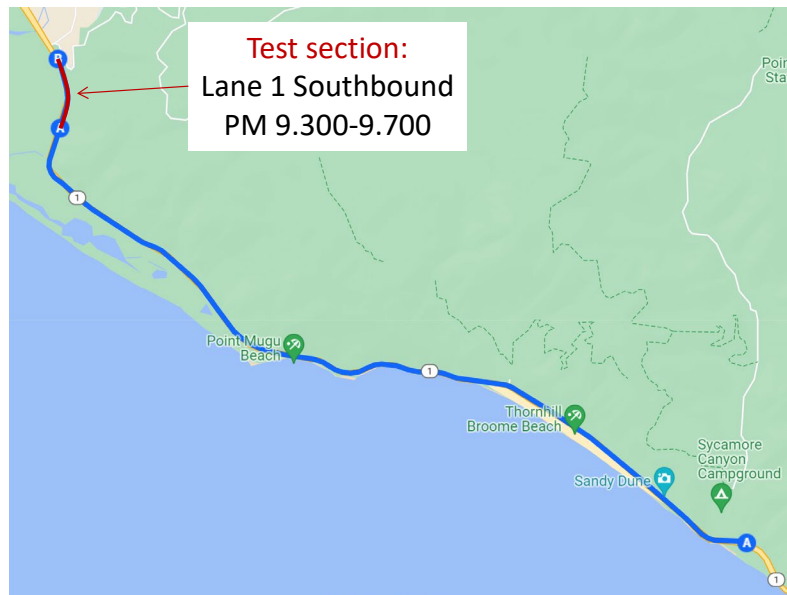 Test section:
Lane 1 Southbound
PM 9.300-9.700
B
A
1
Point Mugu
Beach
1
Thornhill
Broome Beach
Sycamore
Canyon
Campground
Sandy Dune
A
1